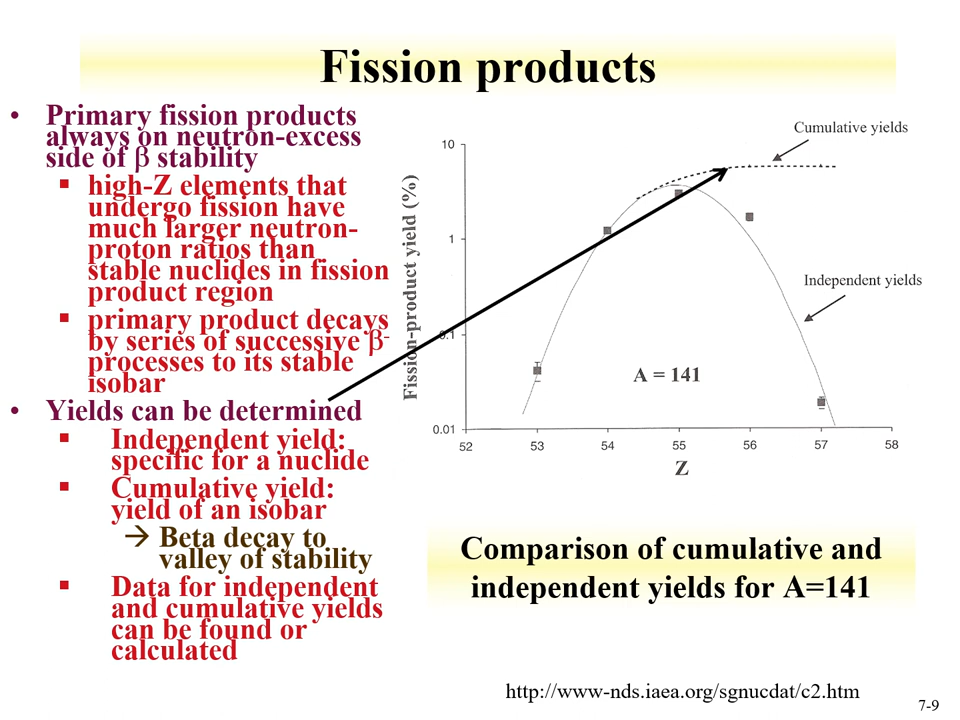 Fission products
• Primary fission products
always on neutron-excess
side of β stability
▪ high-Z elements that
undergo fission have
much larger neutron-
proton ratios than
stable nuclides in fission
product region
▪ primary product decays
by series of successive β-
processes to its stable
isobar
• Yields can be determined
▪ Independent yield:
specific for a nuclide
▪ Cumulative yield:
yield of an isobar
→ Beta decay to
valley of stability
▪ Data for independent
and cumulative yields
can be found or
calculated
Fission-product yield (%)
10
1
0.1
0.01
52 53 54 55 56 57 58
Z
Cumulative yields
Independent yields
A = 141
Comparison of cumulative and
independent yields for A=141
http://www-nds.iaea.org/sgnucdat/c2.htm
7-9